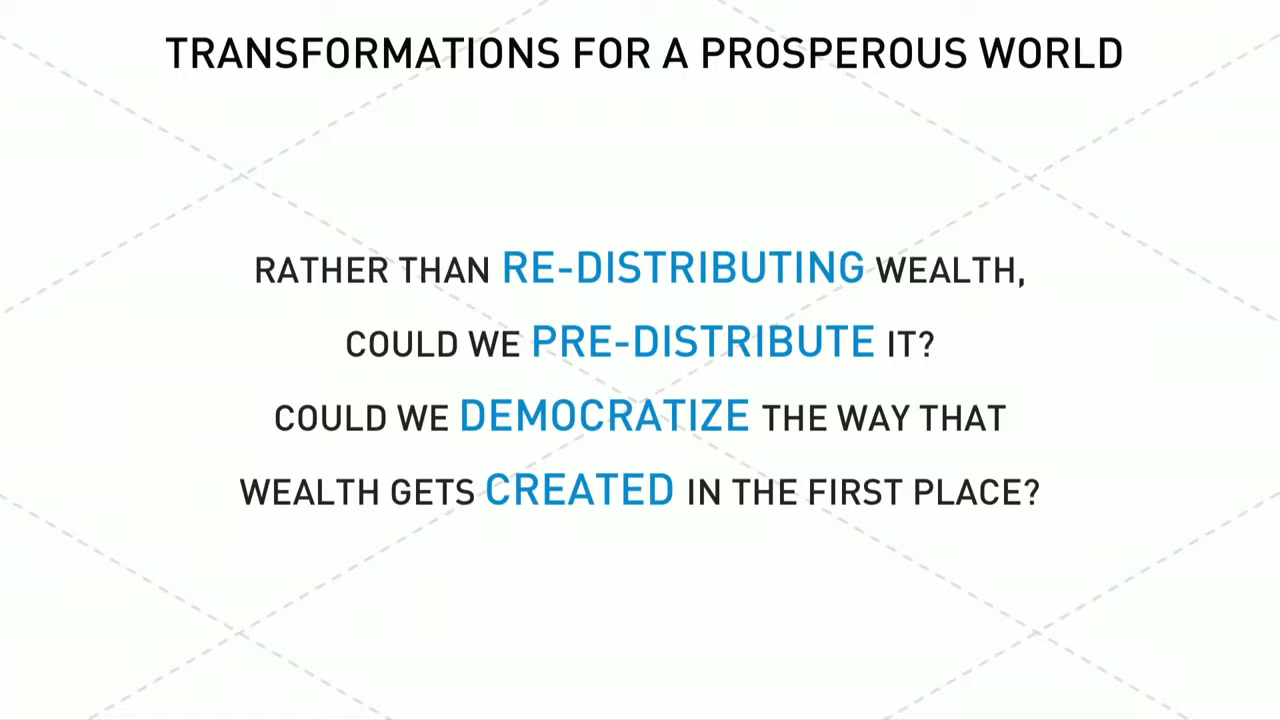 TRANSFORMATIONS FOR A PROSPEROUS WORLD
RATHER THAN RE-DISTRIBUTING WEALTH,
COULD WE PRE-DISTRIBUTE IT?
COULD WE DEMOCRATIZE THE WAY THAT
WEALTH GETS CREATED IN THE FIRST PLACE?